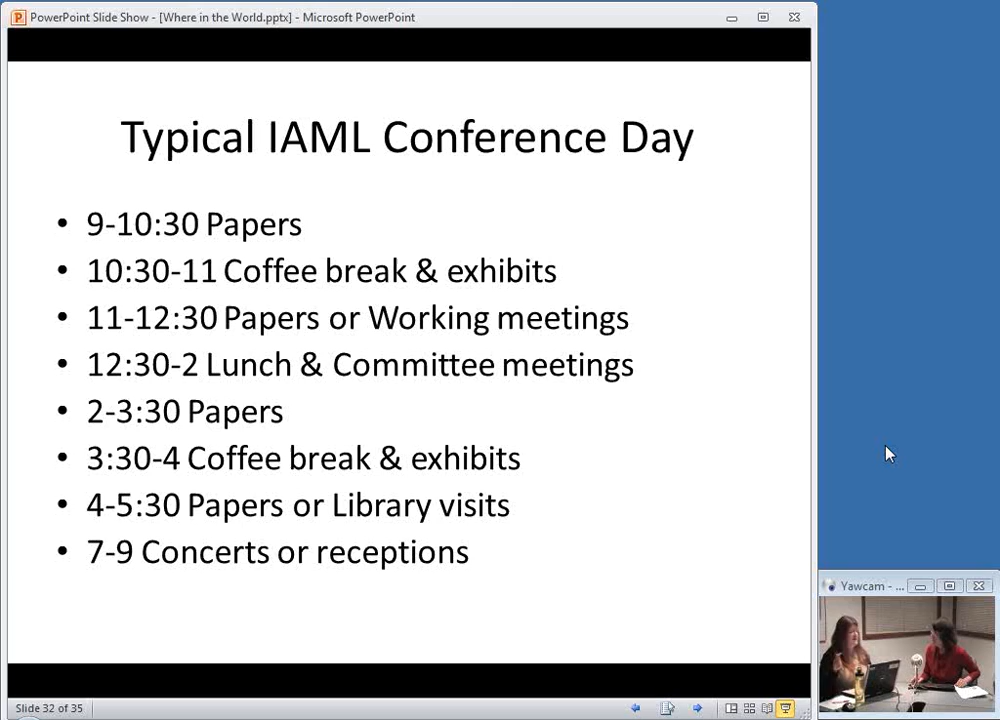 PowerPoint Slide Show - [Where in the World.pptx] - Microsoft PowerPoint
Typical IAML Conference Day
• 9-10:30 Papers
• 10:30-11 Coffee break & exhibits
• 11-12:30 Papers or Working meetings
• 12:30-2 Lunch & Committee meetings
• 2-3:30 Papers
• 3:30-4 Coffee break & exhibits
• 4-5:30 Papers or Library visits
• 7-9 Concerts or receptions
Yawcam - ...
Slide 32 of 35